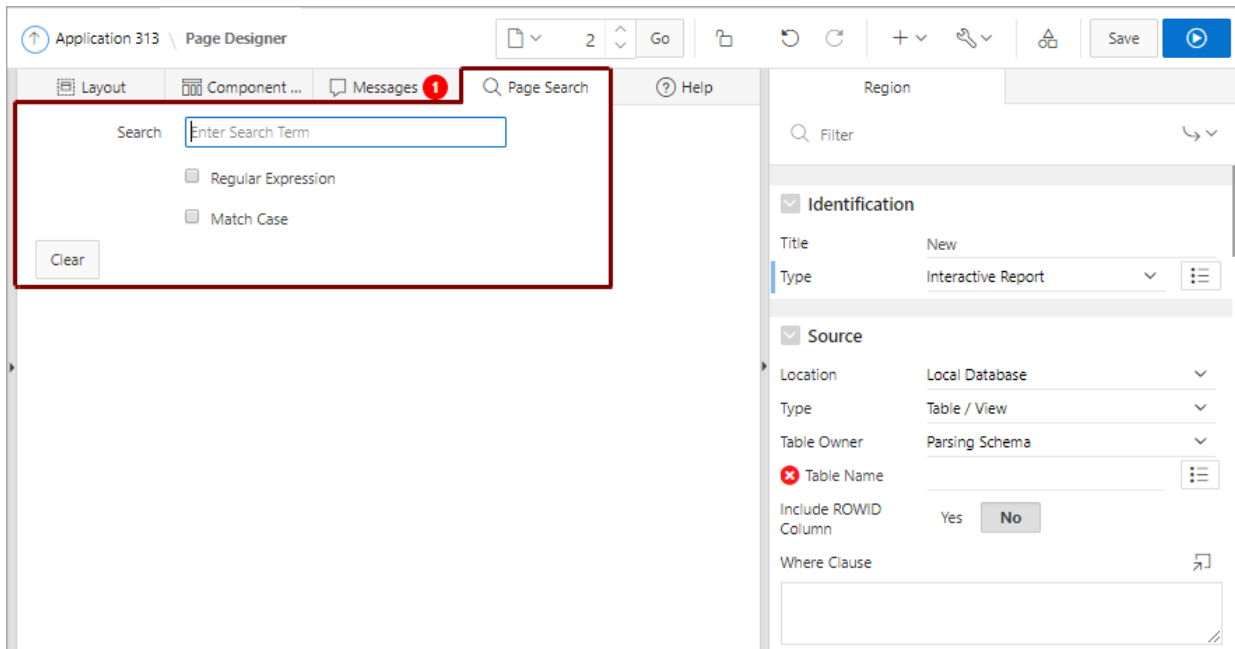 Application 313 \ Page Designer
2
Go
Save
Layout
Component ...
Messages 1
Page Search
Help
Search
Enter Search Term
Regular Expression
Match Case
Clear
Region
Filter
Identification
Title New
Type Interactive Report
Source
Location Local Database
Type Table / View
Table Owner Parsing Schema
Table Name
Include ROWID
Column
Yes No
Where Clause